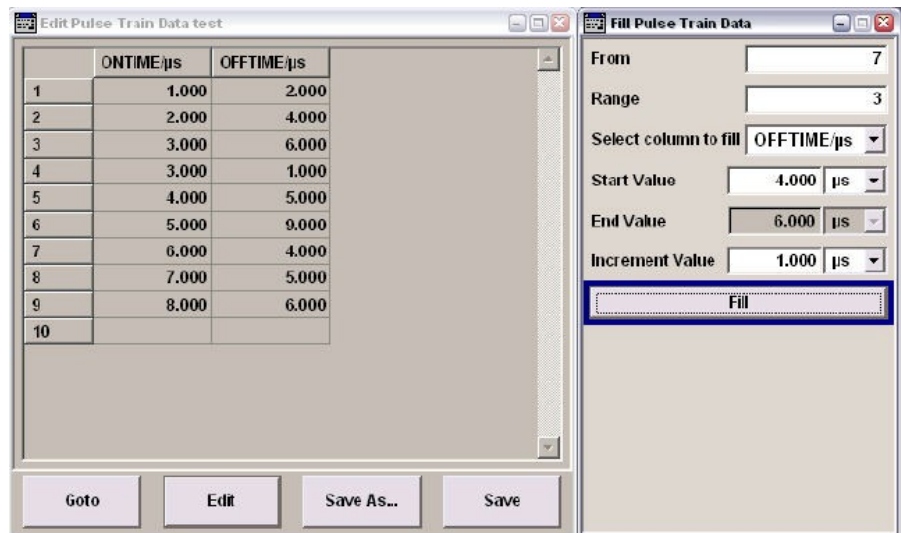 Edit Pulse Train Data test
ONTIME/µs OFFTIME/µs
1 1.000 2.000
2 2.000 4.000
3 3.000 6.000
4 3.000 1.000
5 4.000 5.000
6 5.000 9.000
7 6.000 4.000
8 7.000 5.000
9 8.000 6.000
10
Goto Edit Save As... Save
Fill Pulse Train Data
From 7
Range 3
Select column to fill OFFTIME/µs
Start Value 4.000 µs
End Value 6.000 µs
Increment Value 1.000 µs
Fill